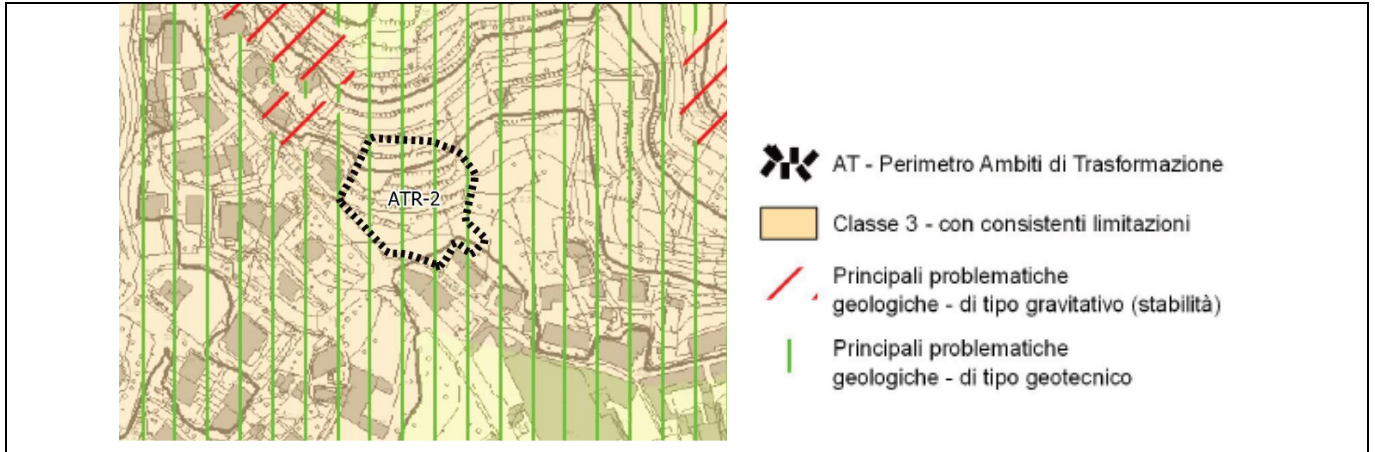 ATR-2
AT - Perimetro Ambiti di Trasformazione
Classe 3 - con consistenti limitazioni
Principali problematiche
geologiche - di tipo gravitativo (stabilità)
Principali problematiche
geologiche - di tipo geotecnico